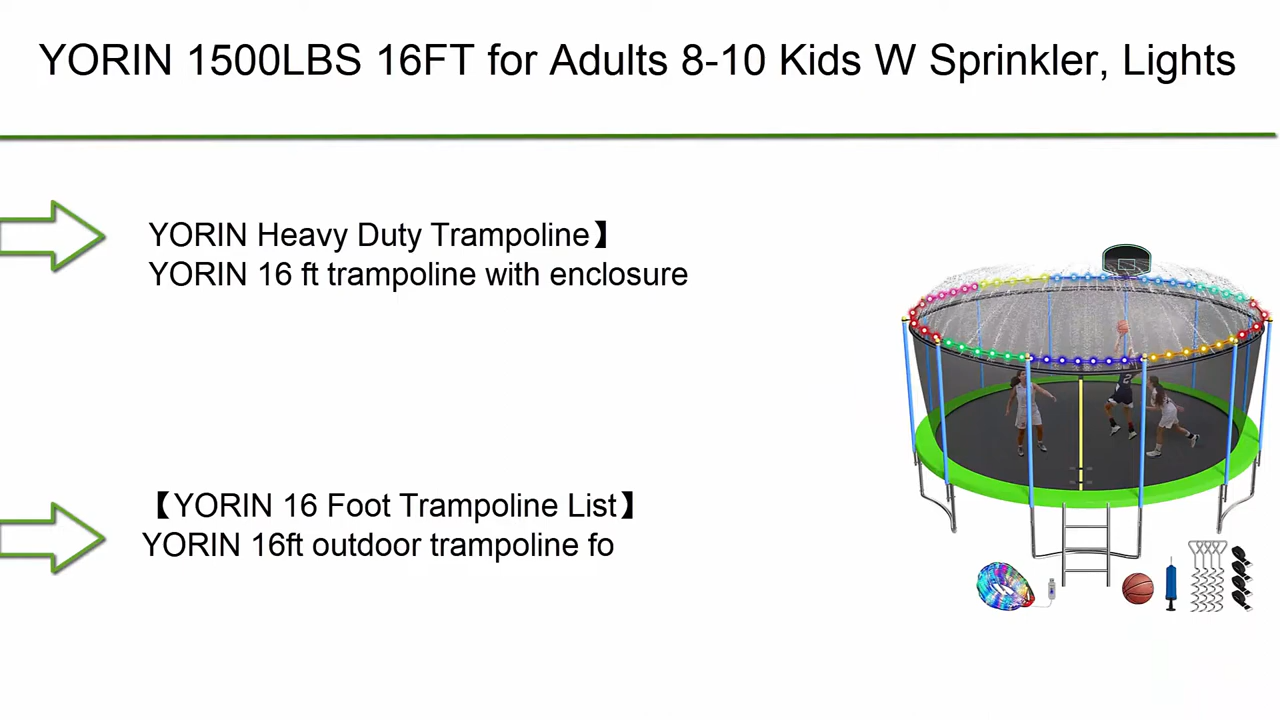 YORIN 1500LBS 16FT for Adults 8-10 Kids W Sprinkler, Lights
YORIN Heavy Duty Trampoline】
YORIN 16 ft trampoline with enclosure
【YORIN 16 Foot Trampoline List】
YORIN 16ft outdoor trampoline fo